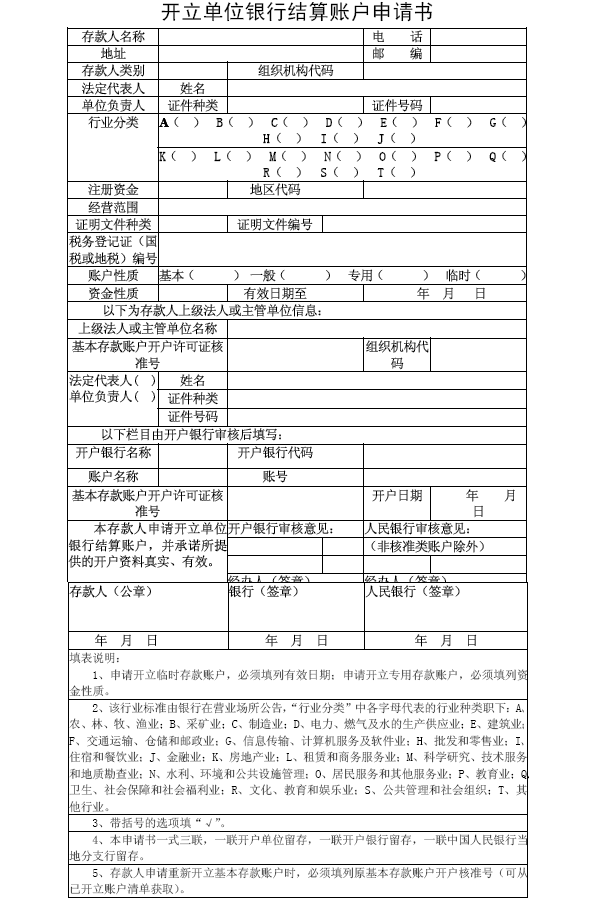 开立单位银行结算账户申请书
存款人名称 电 话
地址 邮 编
存款人类别 组织机构代码
法定代表人 姓名
单位负责人 证件种类 证件号码
行业分类 A（ ） B（ ） C（ ） D（ ） E（ ） F（ ） G（ ）
H（ ） I（ ） J（ ）
K（ ） L（ ） M（ ） N（ ） O（ ） P（ ） Q（ ）
R（ ） S（ ） T（ ）
注册资金 地区代码
经营范围
证明文件种类 证明文件编号
税务登记证（国
税或地税）编号
账户性质 基本（ ） 一般（ ） 专用（ ） 临时（ ）
资金性质 有效日期至 年 月 日
以下为存款人上级法人或主管单位信息：
上级法人或主管单位名称
基本存款账户开户许可证核 组织机构代
准号 码
法定代表人（ ） 姓名
单位负责人（ ） 证件种类
证件号码
以下栏目由开户银行审核后填写：
开户银行名称 开户银行代码
账户名称 账号
基本存款账户开户许可证核 开户日期 年 月
准号 日
本存款人申请开立单位 开户银行审核意见： 人民银行审核意见：
银行结算账户，并承诺所提 （非核准类账户除外）
供的开户资料真实、有效。
经办人（签章） 经办人（签章）
存款人（公章） 银行（签章） 人民银行（签章）
年 月 日 年 月 日 年 月 日
填表说明：
1、申请开立临时存款账户，必须填列有效日期；申请开立专用存款账户，必须填列资
金性质。
2、该行业标准由银行在营业场所公告，“行业分类”中各字母代表的行业种类职下：A、
农、林、牧、渔业；B、采矿业；C、制造业；D、电力、燃气及水的生产供应业；E、建筑业；
F、交通运输、仓储和邮政业；G、信息传输、计算机服务及软件业；H、批发和零售业；I、
住宿和餐饮业；J、金融业；K、房地产业；L、租赁和商务服务业；M、科学研究、技术服务
和地质勘查业；N、水利、环境和公共设施管理；O、居民服务和其他服务业；P、教育业；Q、
卫生、社会保障和社会福利业；R、文化、教育和娱乐业；S、公共管理和社会组织；T、其
他行业。
3、带括号的选项填“√”。
4、本申请书一式三联，一联开户单位留存，一联开户银行留存，一联中国人民银行当
地分支行留存。
5、存款人申请重新开立基本存款账户时，必须填列原基本存款账户开户核准号（可从
已开立账户清单获取）。